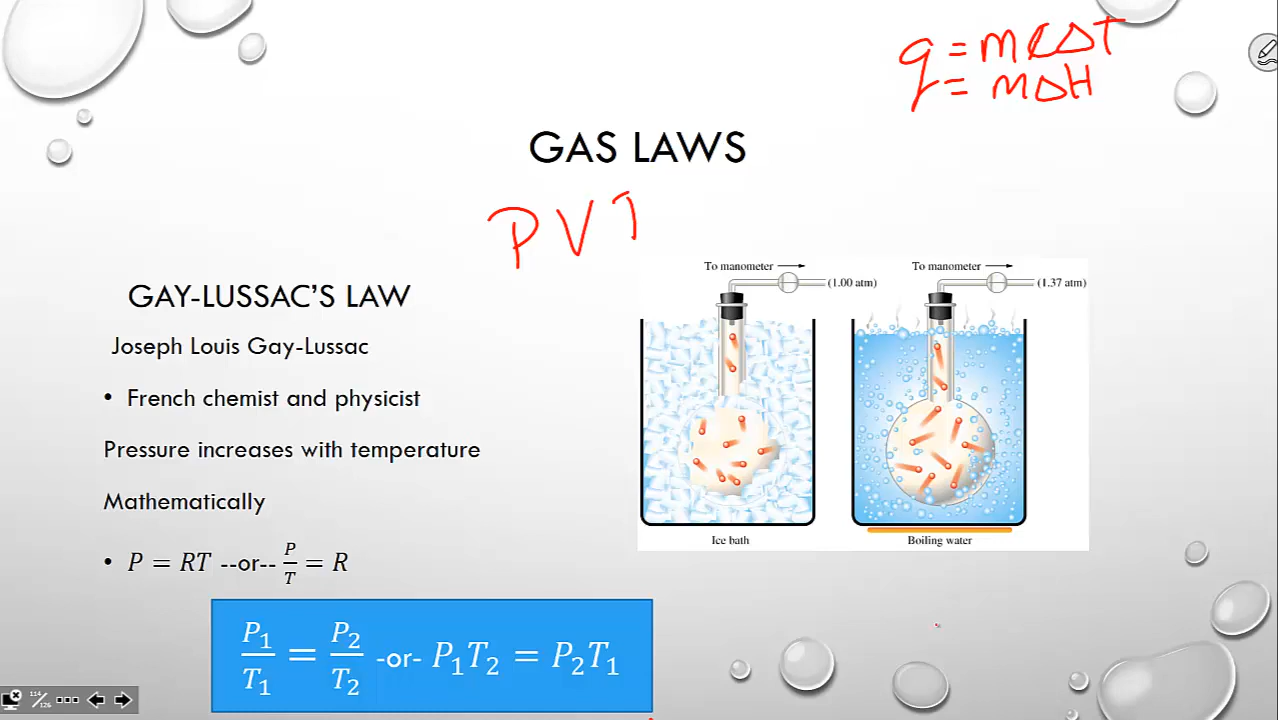 q = mCΔT
q = mΔH
GAS LAWS
P V T
GAY-LUSSAC'S LAW
Joseph Louis Gay-Lussac
• French chemist and physicist
Pressure increases with temperature
Mathematically
• P = RT --or-- P/T = R
P₁/T₁ = P₂/T₂ -or- P₁T₂ = P₂T₁
To manometer
(1.00 atm)
Ice bath
To manometer
(1.37 atm)
Boiling water
114/126